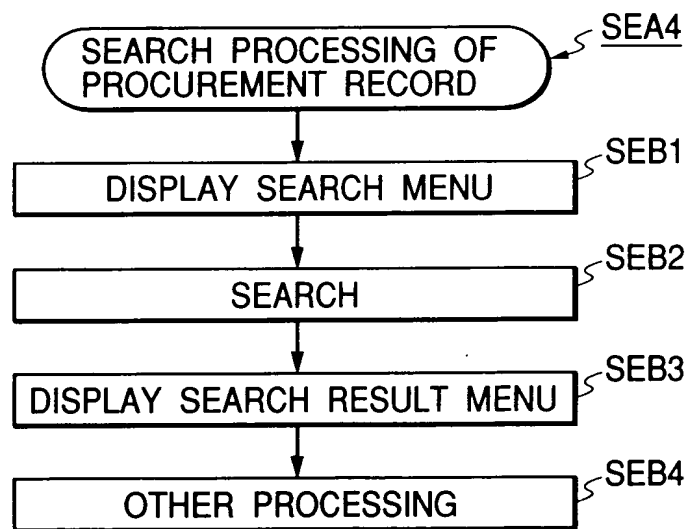 SEARCH PROCESSING OF
PROCUREMENT RECORD
SEA4
DISPLAY SEARCH MENU
SEB1
SEARCH
SEB2
DISPLAY SEARCH RESULT MENU
SEB3
OTHER PROCESSING
SEB4